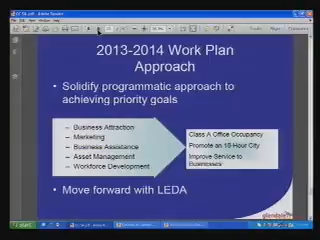 2013-2014 Work Plan
Approach
• Solidify programmatic approach to
achieving priority goals
– Business Attraction
– Marketing
– Business Assistance
– Asset Management
– Workforce Development
Class A Office Occupancy
Promote an 18 Hour City
Improve Service to
Businesses
• Move forward with LEDA
glendale